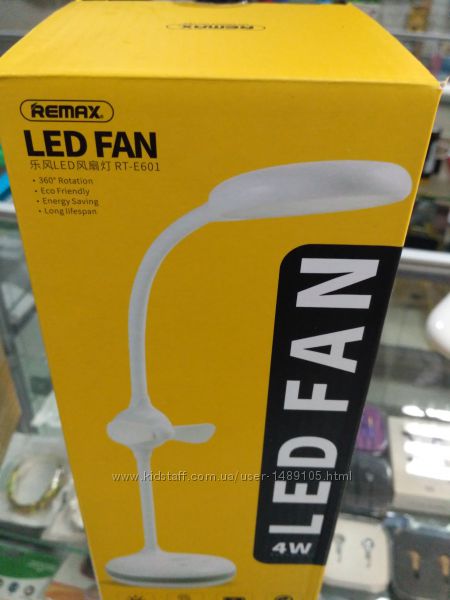 REMAX
LED FAN
乐风LED风扇灯 RT-E601
• 360° Rotation
• Eco Friendly
• Energy Saving
• Long lifespan
LED FAN
4W
www.kidstaff.com.ua/user-1489105.html